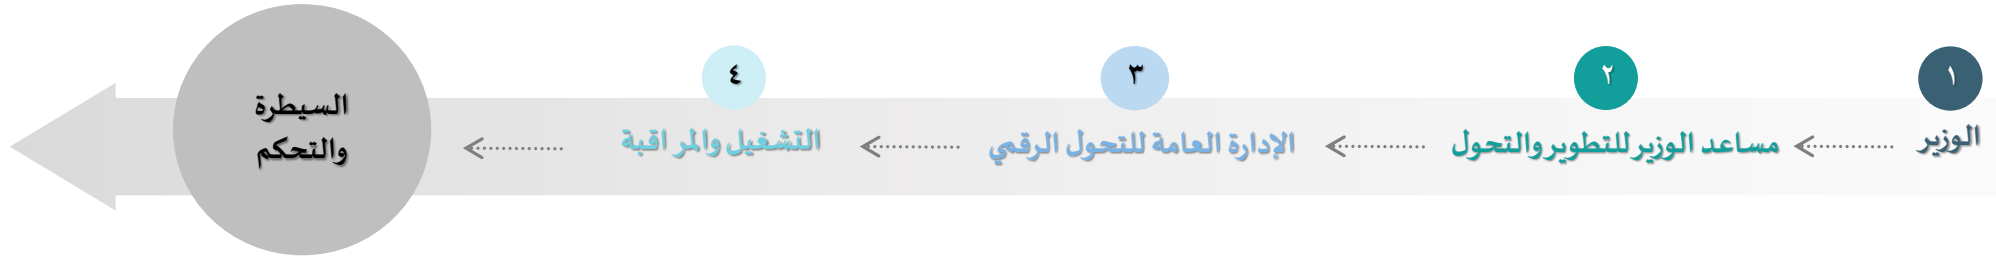 ١
الوزير
٢
مساعد الوزير للتطوير والتحول
٣
الإدارة العامة للتحول الرقمي
٤
التشغيل والمراقبة
السيطرة
والتحكم